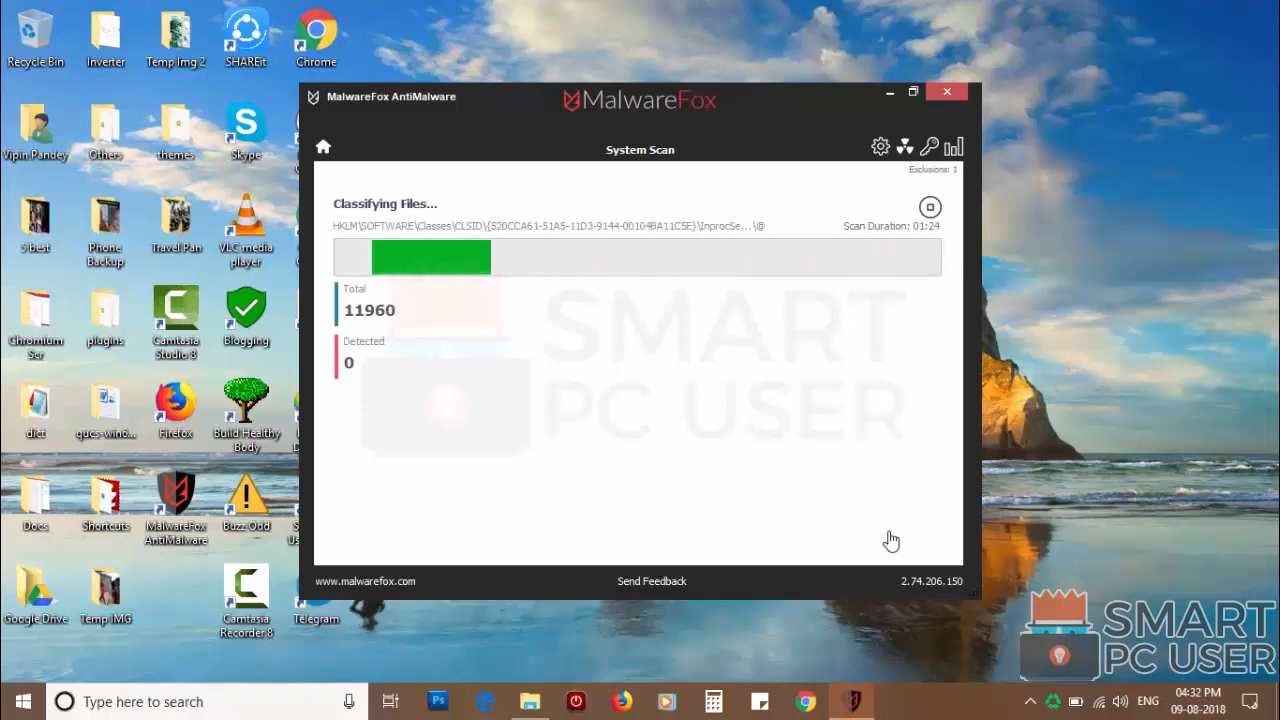 Recycle Bin
Inverter
Temp Img 2
SHAREit
Chrome
Vipin Pandey
Others
themes
Skype
5 best
Phone
Backup
Travel Pan
VLC media
player
Chromium
Scr
plugins
Camtasia
Studio 8
Blogging
dict
qucs-win6...
Firefox
Build Healthy
Body
Docs
Shortcuts
MalwareFox
AntiMalware
Buzz Odd
Google Drive
Temp IMG
Camtasia
Recorder 8
Telegram
MalwareFox AntiMalware
MalwareFox
System Scan
Exclusions: 1
Classifying Files...
HKLM\SOFTWARE\Classes\CLSID\{520CCA61-51A5-11D3-9144-00104BA11C5E}\InprocSe...\@
Scan Duration: 01:24
Total
11960
Detected
0
SMART
PC USER
www.malwarefox.com
Send Feedback
2.74.206.150
SMART
PC USER
Type here to search
Ps
ENG
04:32 PM
09-08-2018